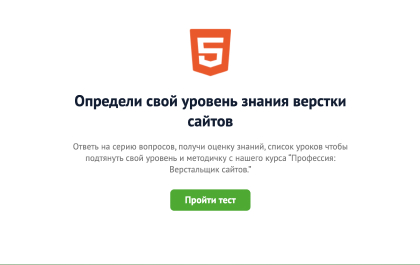 5
Определи свой уровень знания верстки
сайтов
Ответь на серию вопросов, получи оценку знаний, список уроков чтобы
подтянуть свой уровень и методичку с нашего курса "Профессия:
Верстальщик сайтов."
Пройти тест